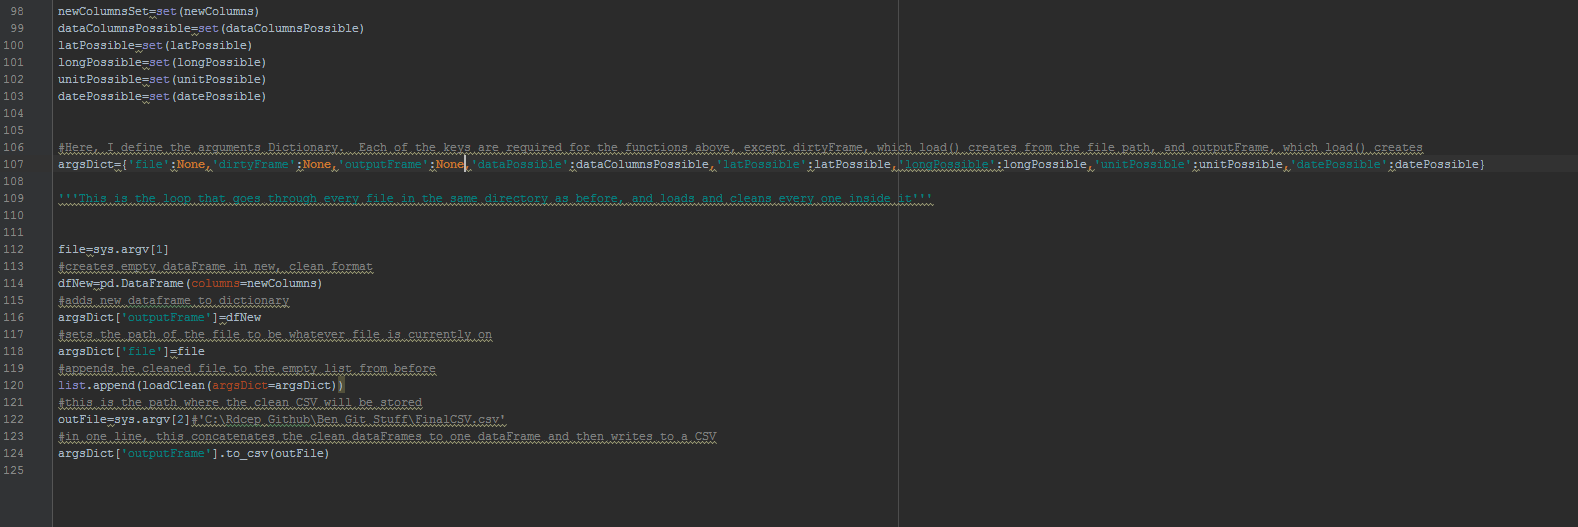 98 newColumnsSet=set(newColumns)
99 dataColumnsPossible=set(dataColumnsPossible)
100 latPossible=set(latPossible)
101 longPossible=set(longPossible)
102 unitPossible=set(unitPossible)
103 datePossible=set(datePossible)
104
105
106 #Here, I define the arguments Dictionary.  Each of the keys are required for the functions above, except dirtyFrame, which load() creates from the file path, and outputFrame, which load() creates
107 argsDict={'file':None,'dirtyFrame':None,'outputFrame':None,'dataPossible':dataColumnsPossible,'latPossible':latPossible,'longPossible':longPossible,'unitPossible':unitPossible,'datePossible':datePossible}
108
109 '''This is the loop that goes through every file in the same directory as before, and loads and cleans every one inside it'''
110
111
112 file=sys.argv[1]
113 #creates empty dataFrame in new, clean format
114 dfNew=pd.DataFrame(columns=newColumns)
115 #adds new dataframe to dictionary
116 argsDict['outputFrame']=dfNew
117 #sets the path of the file to be whatever file is currently on
118 argsDict['file']=file
119 #appends he cleaned file to the empty list from before
120 list.append(loadClean(argsDict=argsDict))
121 #this is the path where the clean CSV will be stored
122 outFile=sys.argv[2]#'C:\Rdcep_Github\Ben Git Stuff\FinalCSV.csv'
123 #in one line, this concatenates the clean dataFrames to one dataFrame and then writes to a CSV
124 argsDict['outputFrame'].to_csv(outFile)
125